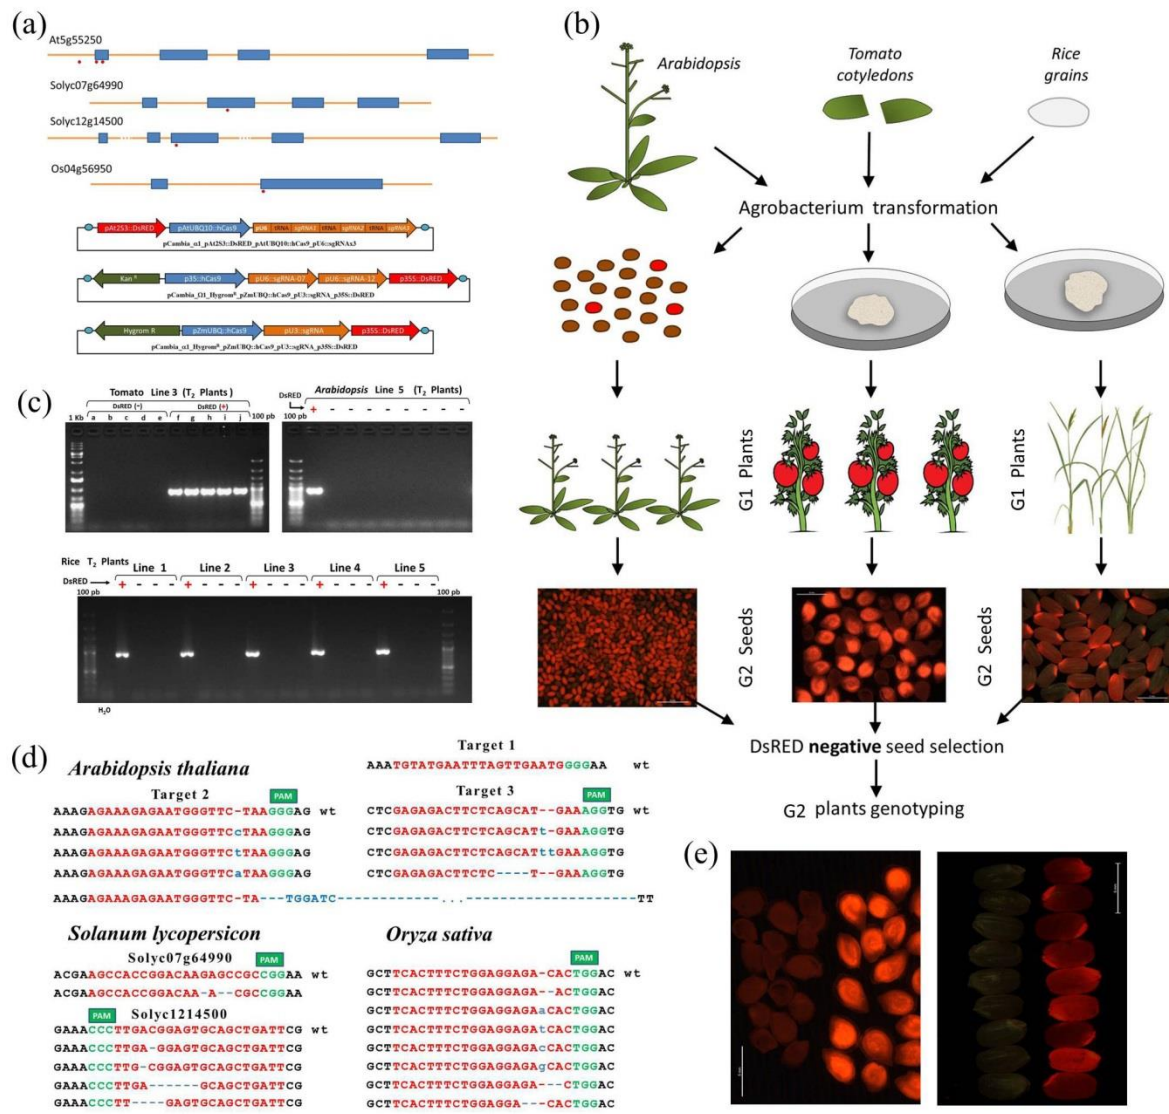 (a)
At5g55250
Solyc07g64990
Solyc12g14500
Os04g56950
pAt2S3::DsRED pAtUBQ10::hCas9 pU6 tRNA sgRNA1 tRNA sgRNA2 tRNA sgRNA3
pCambia_α1_pAt2S3::DsRED_pAtUBQ10::hCas9_pU6::sgRNAx3
Kan R p35::hCas9 pU6::sgRNA-07 pU6::sgRNA-12 p35S::DsRED
pCambia_Ω1_Hygromᴿ_pZmUBQ::hCas9_pU3::sgRNA_p35S::DsRED
Hygrom R pZmUBQ::hCas9 pU3::sgRNA p35S::DsRED
pCambia_α1_Hygromᴿ_pZmUBQ::hCas9_pU3::sgRNA_p35S::DsRED
(b)
Arabidopsis
Tomato
cotyledons
Rice
grains
Agrobacterium transformation
G1 Plants
G1 Plants
G2 Seeds
G2 Seeds
DsRED negative seed selection
G2 plants genotyping
(c)
Tomato Line 3 (T₂ Plants)
DsRED (-) DsRED (+)
1 Kb a b c d e f g h i j 100 pb
DsRED Arabidopsis Line 5 (T₂ Plants)
100 pb + - - - - - - -
Rice T₂ Plants Line 1 Line 2 Line 3 Line 4 Line 5
DsRED + - - - + - - - + - - - + - - - + - - -
100 pb 100 pb
H₂O
(d)
Arabidopsis thaliana
Target 1
AAATGTATGAATTTAGTTGAATGGGGAA wt
Target 2 PAM
AAAGAGAAAGAGAATGGGTTC-TAAGGGAG wt
AAAGAGAAAGAGAATGGGTTCcTAAGGGAG
AAAGAGAAAGAGAATGGGTTCtTAAGGGAG
AAAGAGAAAGAGAATGGGTTCaTAAGGGAG
AAAGAGAAAGAGAATGGGTTC-TA---TGGATC------------...------------------TT
Target 3 PAM
CTCGAGAGACTTCTCAGCAT--GAAAGGTG wt
CTCGAGAGACTTCTCAGCATt-GAAAGGTG
CTCGAGAGACTTCTCAGCATttGAAAGGTG
CTCGAGAGACTTCTC----T--GAAAGGTG
Solanum lycopersicon
Solyc07g64990 PAM
ACGAAGCCACCGGACAAGAGCCGCCGGAA wt
ACGAAGCCACCGGACAA-A--CGCCGGAA
PAM Solyc1214500
GAAACCCTTGACGGAGTGCAGCTGATTCG wt
GAAACCCTTGA-GGAGTGCAGCTGATTCG
GAAACCCTTG-CGGAGTGCAGCTGATTCG
GAAACCCTTGA------GCAGCTGATTCG
GAAACCCTT----GAGTGCAGCTGATTCG
Oryza sativa
PAM
GCTTCACTTTCTGGAGGAGA-CACTGGAC wt
GCTTCACTTTCTGGAGGAGA--ACTGGAC
GCTTCACTTTCTGGAGGAGAaCACTGGAC
GCTTCACTTTCTGGAGGAGAtCACTGGAC
GCTTCACTTTCTGGAGGAGAcCACTGGAC
GCTTCACTTTCTGGAGGAGAgCACTGGAC
GCTTCACTTTCTGGAGGAGA---CTGGAC
GCTTCACTTTCTGGAGGA---CACTGGAC
(e)